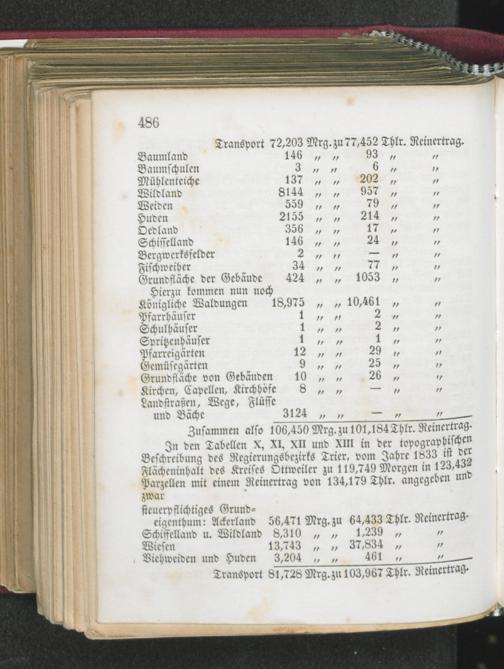 486
Transport 72,203 Mrg. zu 77,452 Thlr. Reinertrag.
Baumland 146 „ „ 93 „ „
Baumschulen 3 „ „ 6 „ „
Mühlenteiche 137 „ „ 202 „ „
Wildland 8144 „ „ 957 „ „
Weiden 559 „ „ 79 „ „
Huden 2155 „ „ 214 „ „
Oedland 356 „ „ 17 „ „
Schiffelland 146 „ „ 24 „ „
Bergwerksfelder 2 „ „ — „ „
Fischweiher 34 „ „ 77 „ „
Grundfläche der Gebäude 424 „ „ 1053 „ „
Hierzu kommen nun noch
Königliche Waldungen 18,975 „ „ 10,461 „ „
Pfarrhäuser 1 „ „ 2 „ „
Schulhäuser 1 „ „ 2 „ „
Spritzenhäuser 1 „ „ 1 „ „
Pfarreigärten 12 „ „ 29 „ „
Gemüsegärten 9 „ „ 25 „ „
Grundfläche von Gebäuden 10 „ „ 26 „ „
Kirchen, Capellen, Kirchhöfe 8 „ „ — „ „
Landstraßen, Wege, Flüsse
und Bäche 3124 „ „ — „ „
Zusammen also 106,450 Mrg. zu 101,184 Thlr. Reinertrag.
In den Tabellen X, XI, XII und XIII in der topographischen
Beschreibung des Regierungsbezirks Trier, vom Jahre 1833 ist der
Flächeninhalt des Kreises Ottweiler zu 119,749 Morgen in 123,432
Parzellen mit einem Reinertrag von 134,179 Thlr. angegeben und
zwar
steuerpflichtiges Grund-
eigenthum: Ackerland 56,471 Mrg. zu 64,433 Thlr. Reinertrag.
Schiffelland u. Wildland 8,310 „ „ 1,239 „ „
Wiesen 13,743 „ „ 37,834 „ „
Viehweiden und Huden 3,204 „ „ 461 „ „
Transport 81,728 Mrg. zu 103,967 Thlr. Reinertrag.